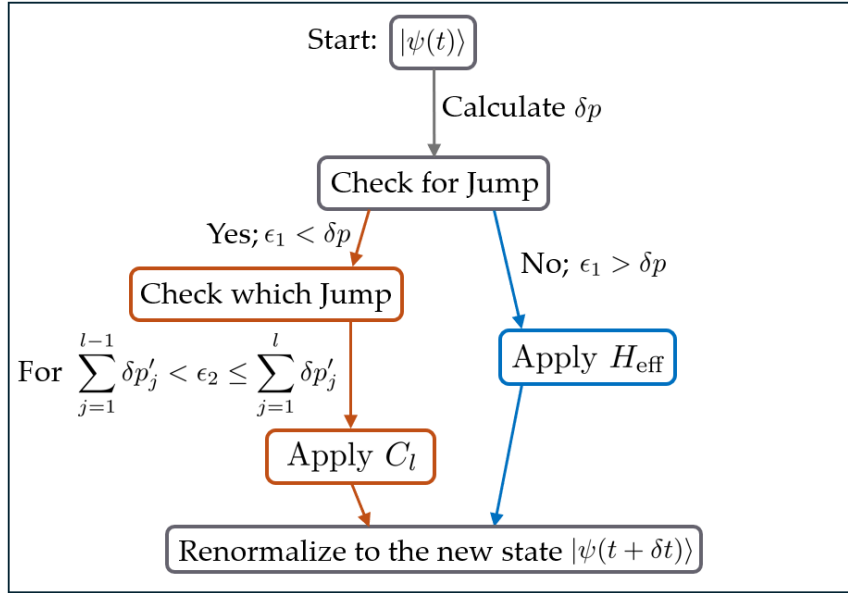 Start: |ψ(t)⟩
Calculate δp
Check for Jump
Yes; ϵ₁ < δp
No; ϵ₁ > δp
Check which Jump
For ∑_{j=1}^{l−1} δp′_j < ϵ₂ ≤ ∑_{j=1}^{l} δp′_j
Apply H_eff
Apply C_l
Renormalize to the new state |ψ(t + δt)⟩